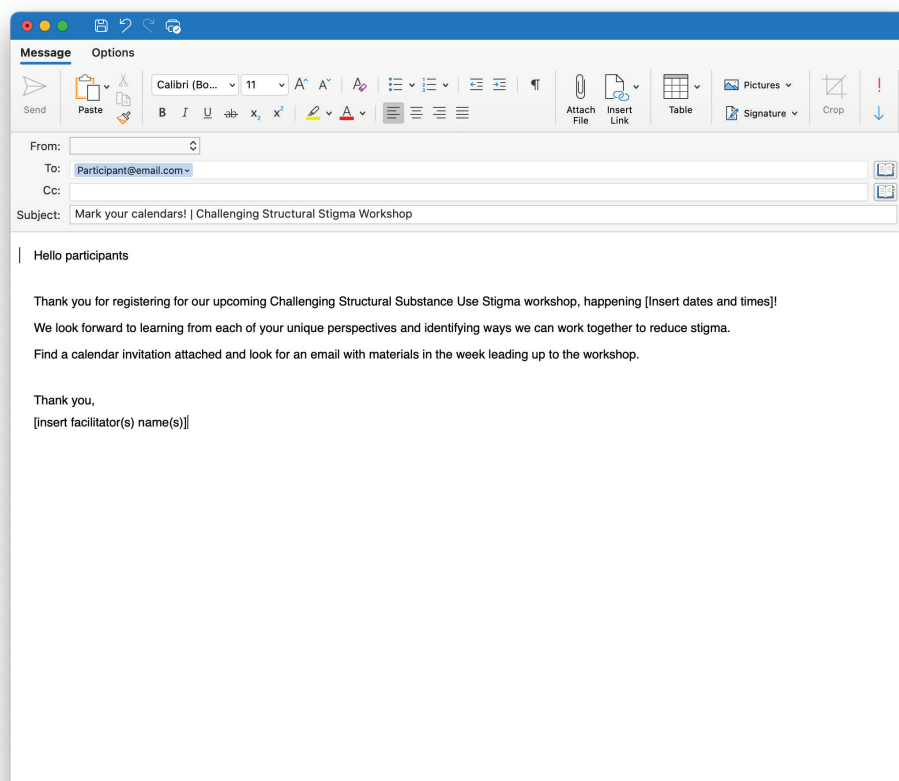 Message Options
Send Paste Calibri (Bo... 11 A A A Attach File Insert Link Table Pictures Signature Crop
B I U ab x2 x2 A
From:
To: Participant@email.com
Cc:
Subject: Mark your calendars! | Challenging Structural Stigma Workshop
Hello participants
Thank you for registering for our upcoming Challenging Structural Substance Use Stigma workshop, happening [Insert dates and times]!
We look forward to learning from each of your unique perspectives and identifying ways we can work together to reduce stigma.
Find a calendar invitation attached and look for an email with materials in the week leading up to the workshop.
Thank you,
[insert facilitator(s) name(s)]